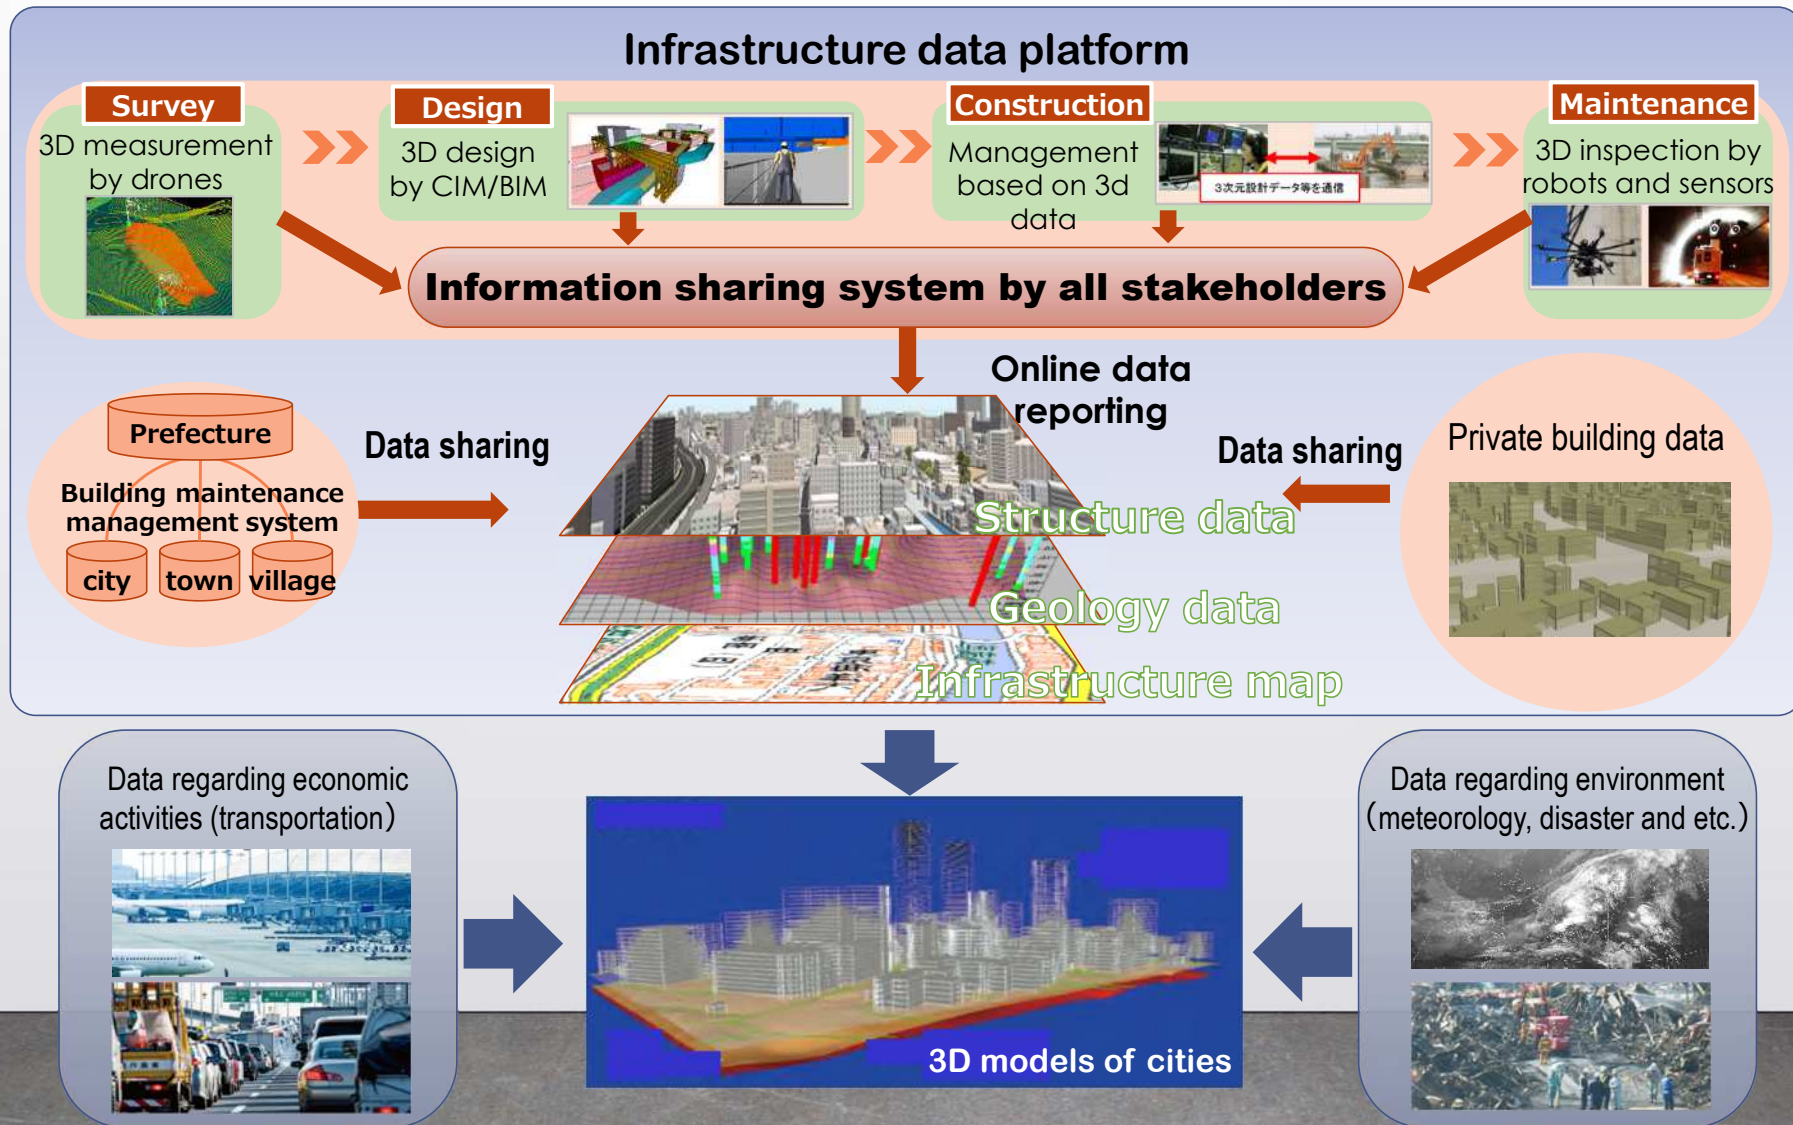 Infrastructure data platform
Survey
3D measurement
by drones
Design
3D design
by CIM/BIM
Construction
Management
based on 3d
data
3次元設計データ等を通信
Maintenance
3D inspection by
robots and sensors
Information sharing system by all stakeholders
Online data
reporting
Prefecture
Building maintenance
management system
city
town
village
Data sharing
Data sharing
Private building data
Structure data
Geology data
Infrastructure map
Data regarding economic
activities (transportation）
Data regarding environment
（meteorology, disaster and etc.）
3D models of cities